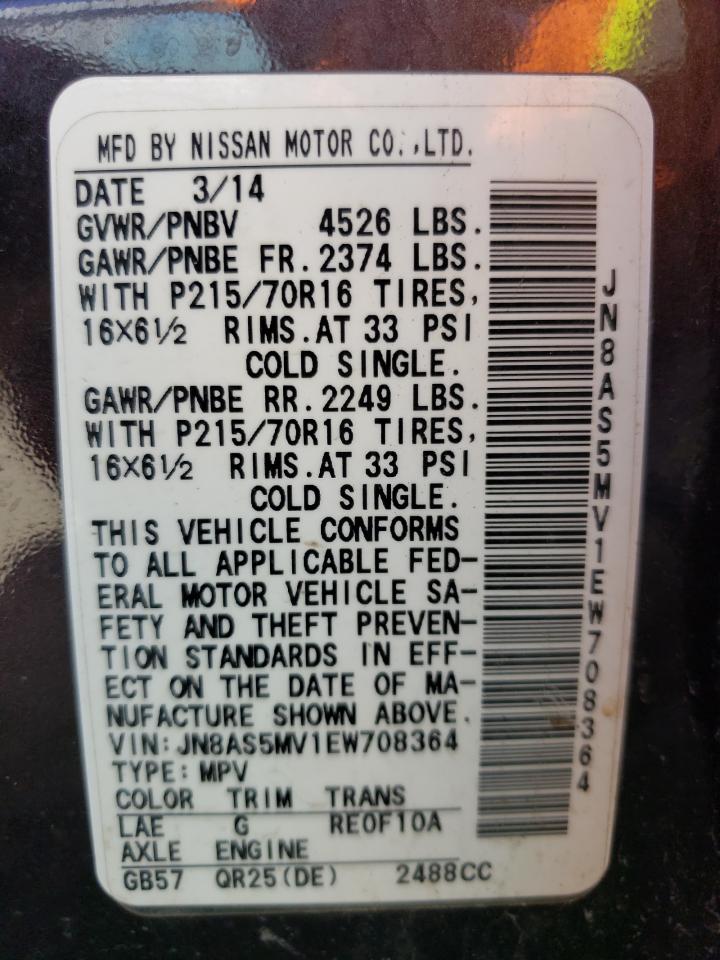 MFD BY NISSAN MOTOR CO.,LTD.
DATE 3/14
GVWR/PNBV 4526 LBS.
GAWR/PNBE FR.2374 LBS.
WITH P215/70R16 TIRES,
16X6 1/2 RIMS.AT 33 PSI
COLD SINGLE.
GAWR/PNBE RR.2249 LBS.
WITH P215/70R16 TIRES,
16X6 1/2 RIMS.AT 33 PSI
COLD SINGLE.
THIS VEHICLE CONFORMS
TO ALL APPLICABLE FED-
ERAL MOTOR VEHICLE SA-
FETY AND THEFT PREVEN-
TION STANDARDS IN EFF-
ECT ON THE DATE OF MA-
NUFACTURE SHOWN ABOVE.
VIN:JN8AS5MV1EW708364
TYPE:MPV
COLOR TRIM TRANS
LAE G RE0F10A
AXLE ENGINE
GB57 QR25(DE) 2488CC
JN8AS5MV1EW708364